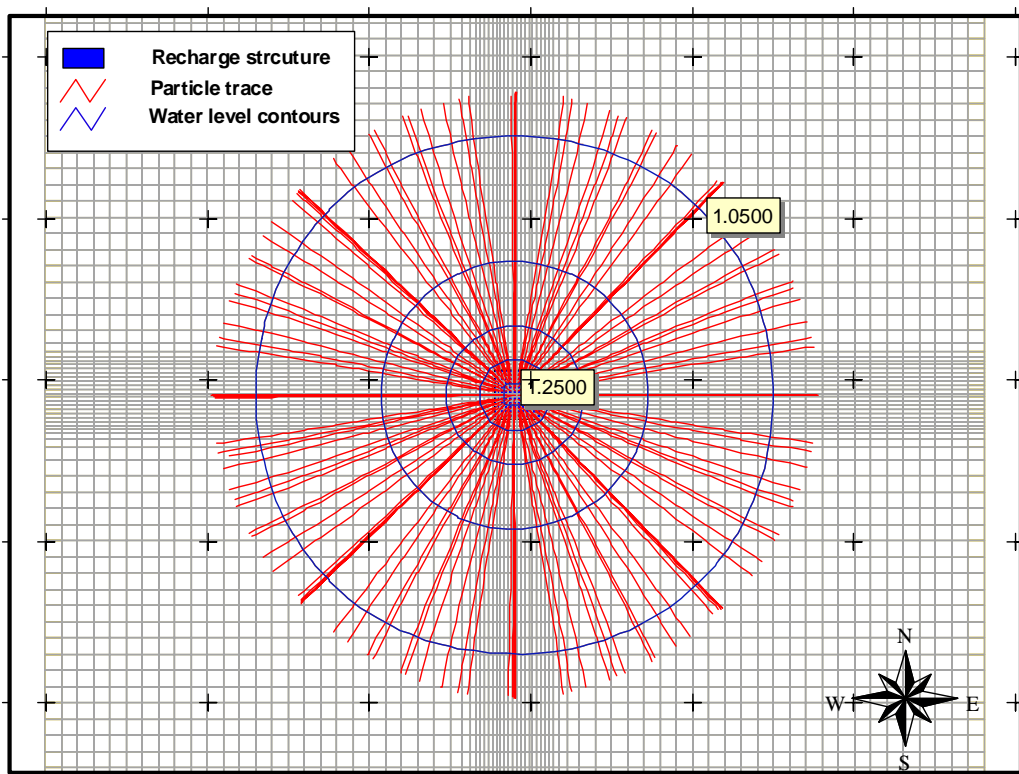 Recharge strcuture
Particle trace
Water level contours
1.0500
1.2500
N
W
E
S